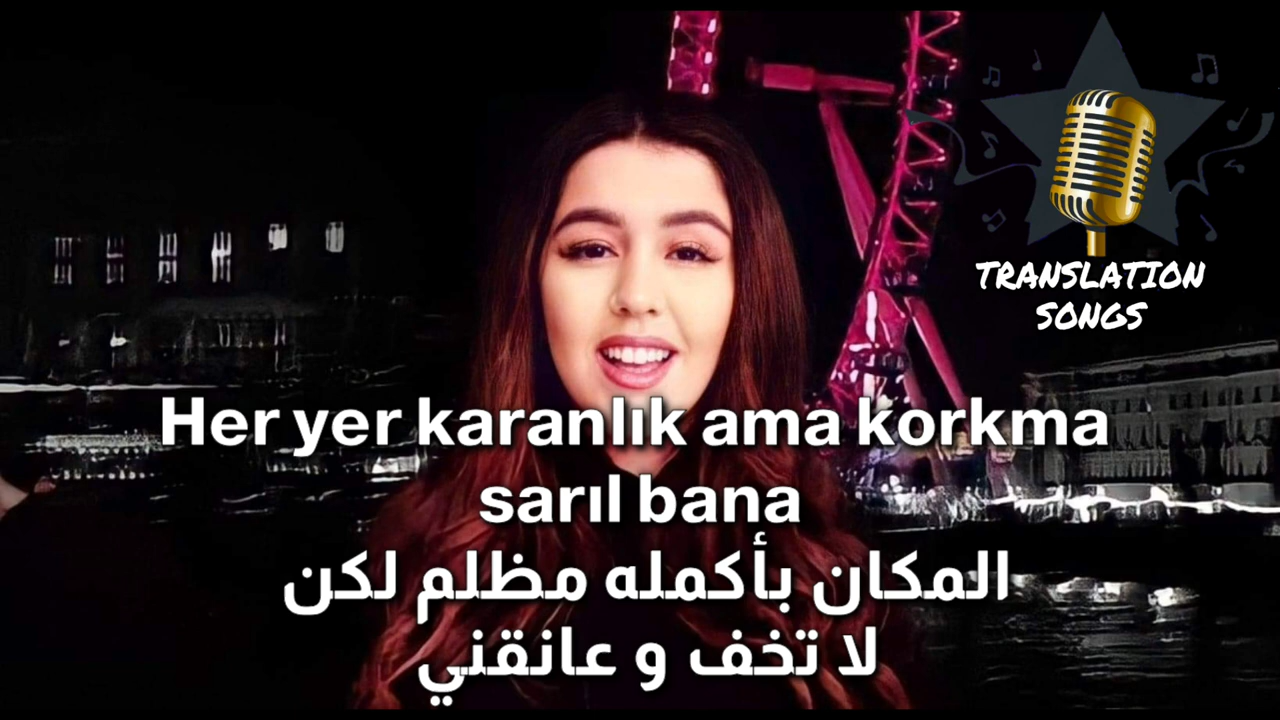 TRANSLATION
SONGS
Her yer karanlık ama korkma
sarıl bana
المكان بأكمله مظلم لكن
لا تخف و عانقني